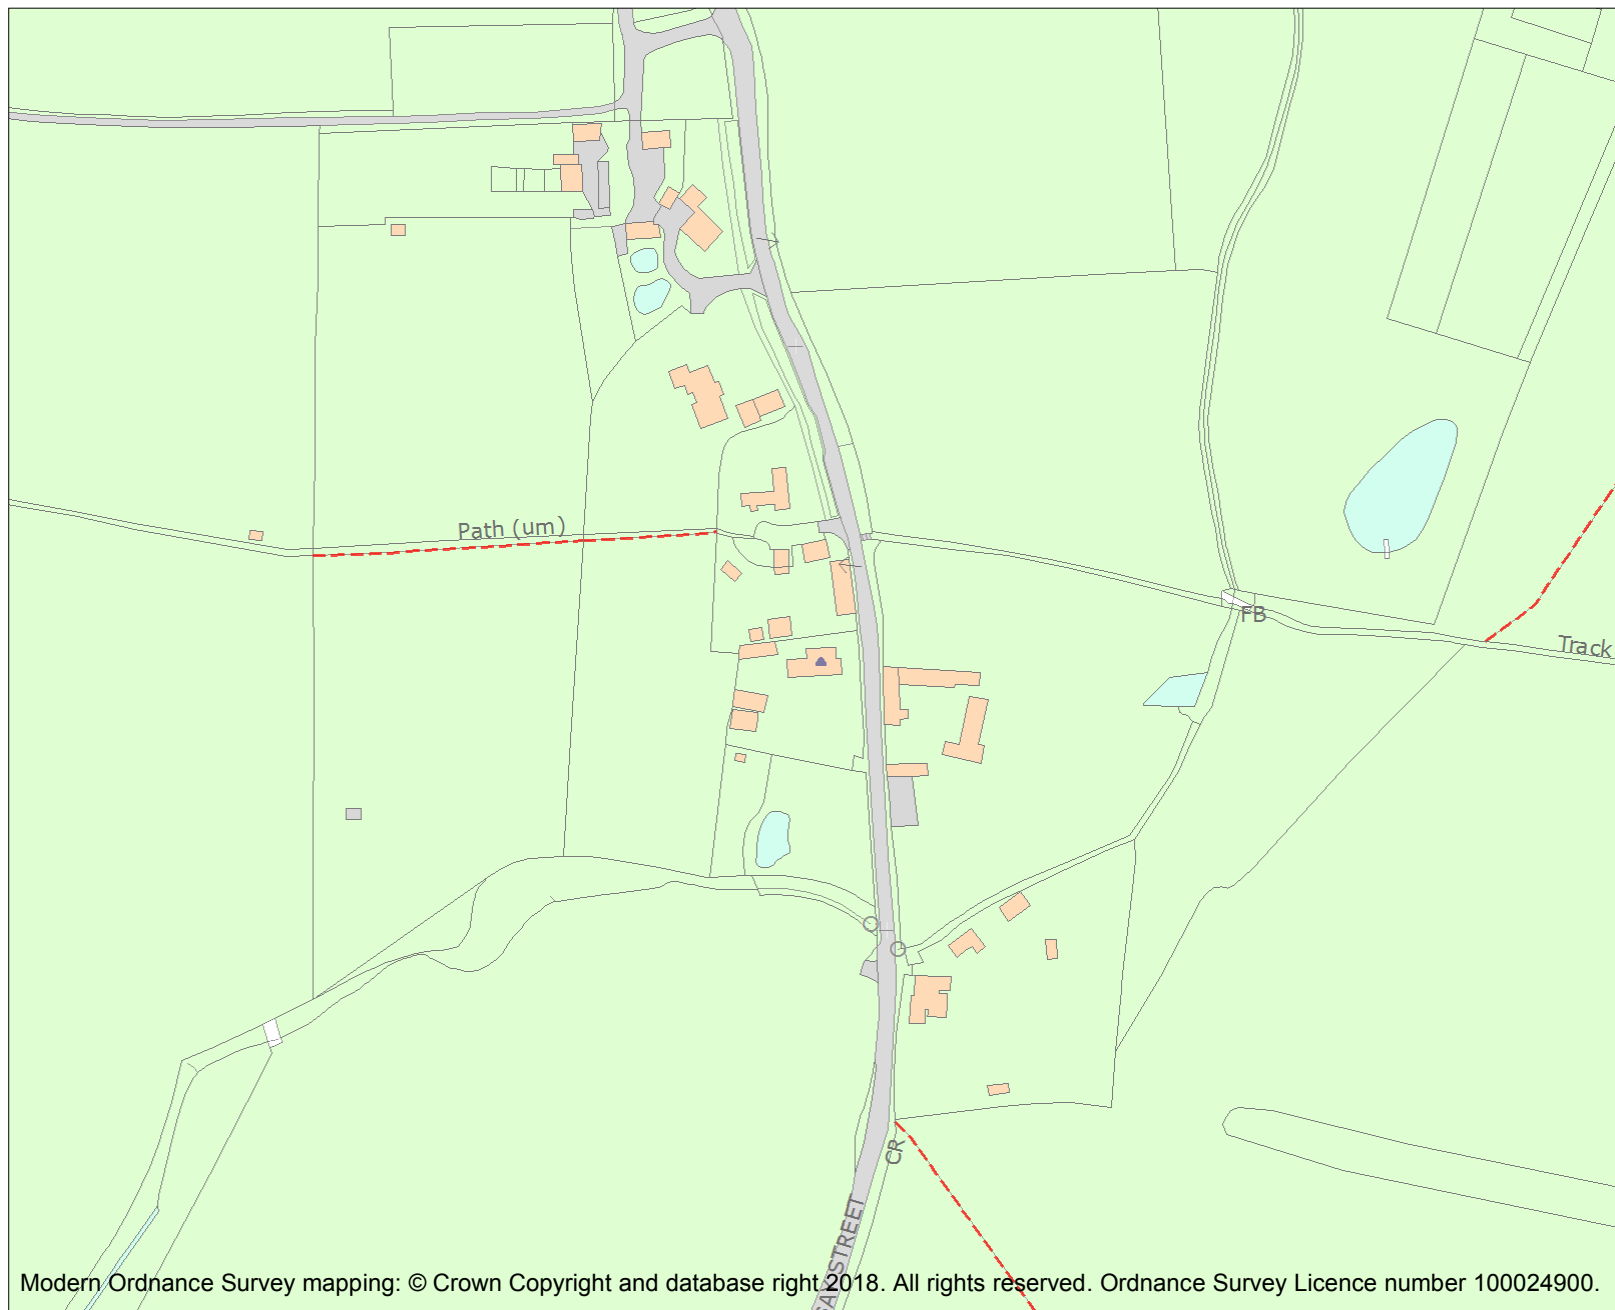 Path (um)
FB
Track
CR
STREET
Modern Ordnance Survey mapping: © Crown Copyright and database right 2018. All rights reserved. Ordnance Survey Licence number 100024900.